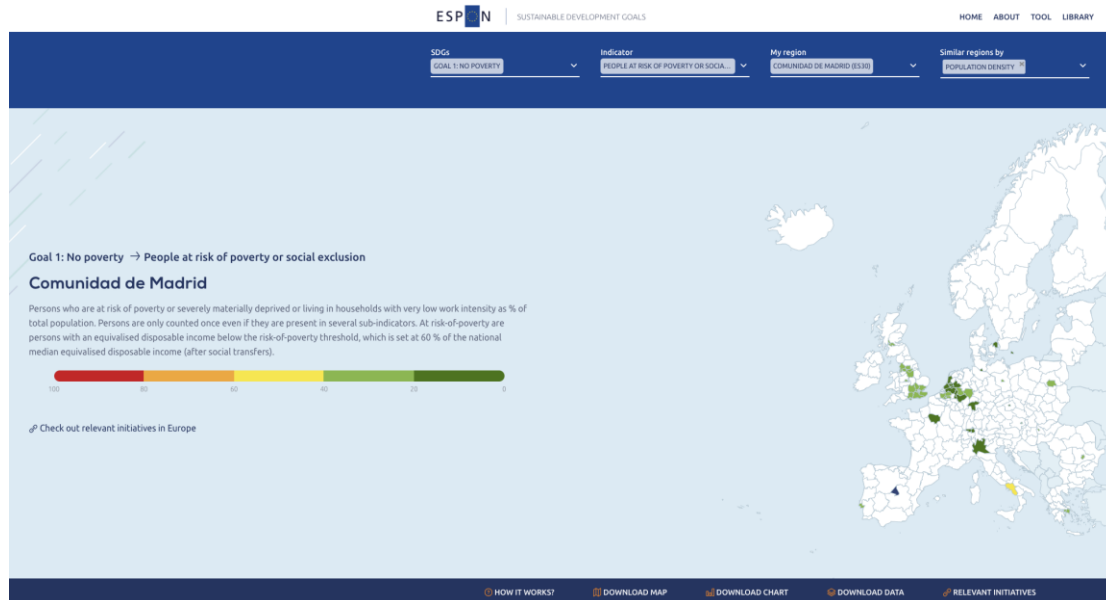 ESPON SUSTAINABLE DEVELOPMENT GOALS HOME ABOUT TOOL LIBRARY
SDGs Indicator My region Similar regions by
GOAL 1: NO POVERTY PEOPLE AT RISK OF POVERTY OR SOCIA... COMUNIDAD DE MADRID (ES30) POPULATION DENSITY
Goal 1: No poverty → People at risk of poverty or social exclusion
Comunidad de Madrid
Persons who are at risk of poverty or severely materially deprived or living in households with very low work intensity as % of
total population. Persons are only counted once even if they are present in several sub-indicators. At risk-of-poverty are
persons with an equivalised disposable income below the risk-of-poverty threshold, which is set at 60 % of the national
median equivalised disposable income (after social transfers).
100 80 60 40 20 0
Check out relevant initiatives in Europe
HOW IT WORKS? DOWNLOAD MAP DOWNLOAD CHART DOWNLOAD DATA RELEVANT INITIATIVES